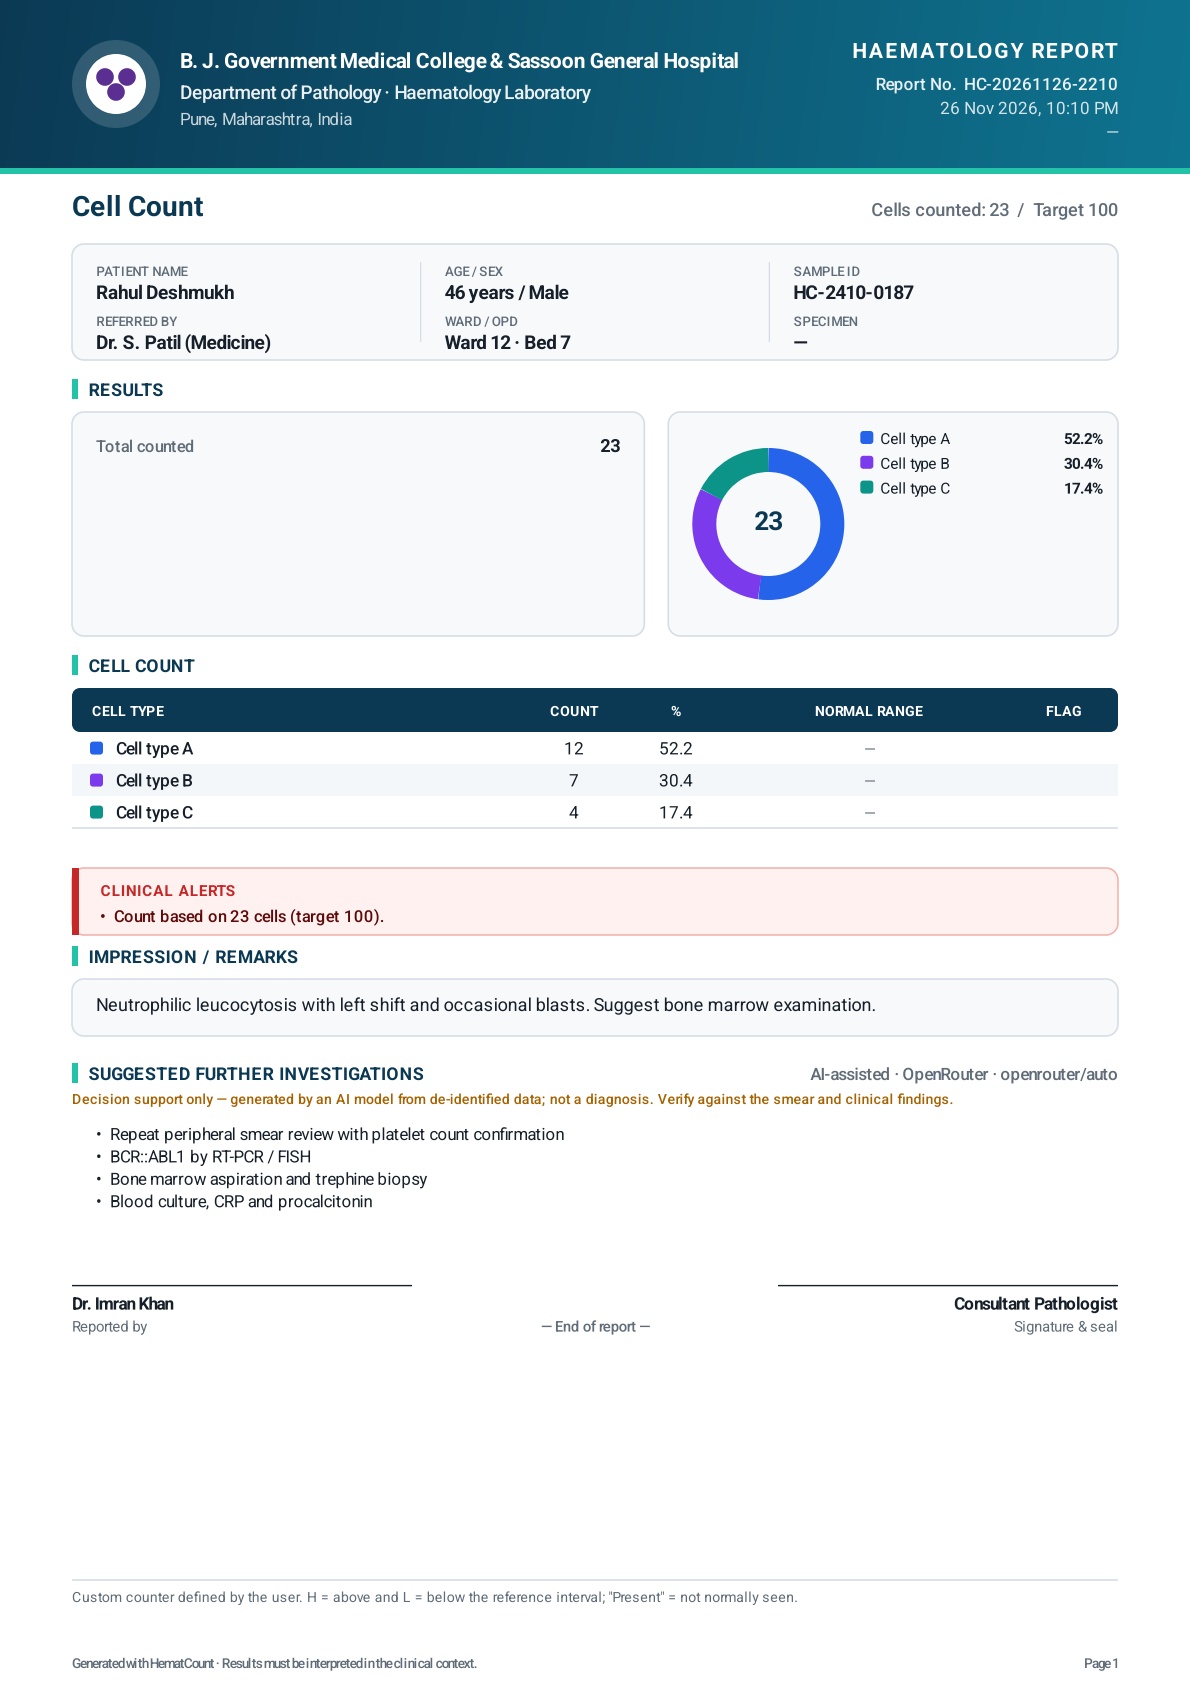 B. J. Government Medical College & Sassoon General Hospital
Department of Pathology · Haematology Laboratory
Pune, Maharashtra, India
HAEMATOLOGY REPORT
Report No. HC-20261126-2210
26 Nov 2026, 10:10 PM
—
Cell Count
Cells counted: 23 / Target 100
PATIENT NAME
Rahul Deshmukh
AGE / SEX
46 years / Male
SAMPLE ID
HC-2410-0187
REFERRED BY
Dr. S. Patil (Medicine)
WARD / OPD
Ward 12 · Bed 7
SPECIMEN
—
RESULTS
Total counted 23
23
Cell type A 52.2%
Cell type B 30.4%
Cell type C 17.4%
CELL COUNT
CELL TYPE COUNT % NORMAL RANGE FLAG
Cell type A 12 52.2 —
Cell type B 7 30.4 —
Cell type C 4 17.4 —
CLINICAL ALERTS
• Count based on 23 cells (target 100).
IMPRESSION / REMARKS
Neutrophilic leucocytosis with left shift and occasional blasts. Suggest bone marrow examination.
SUGGESTED FURTHER INVESTIGATIONS
AI-assisted · OpenRouter · openrouter/auto
Decision support only — generated by an AI model from de-identified data; not a diagnosis. Verify against the smear and clinical findings.
• Repeat peripheral smear review with platelet count confirmation
• BCR::ABL1 by RT-PCR / FISH
• Bone marrow aspiration and trephine biopsy
• Blood culture, CRP and procalcitonin
Dr. Imran Khan
Reported by
— End of report —
Consultant Pathologist
Signature & seal
Custom counter defined by the user. H = above and L = below the reference interval; "Present" = not normally seen.
Generated with HematCount · Results must be interpreted in the clinical context.
Page 1